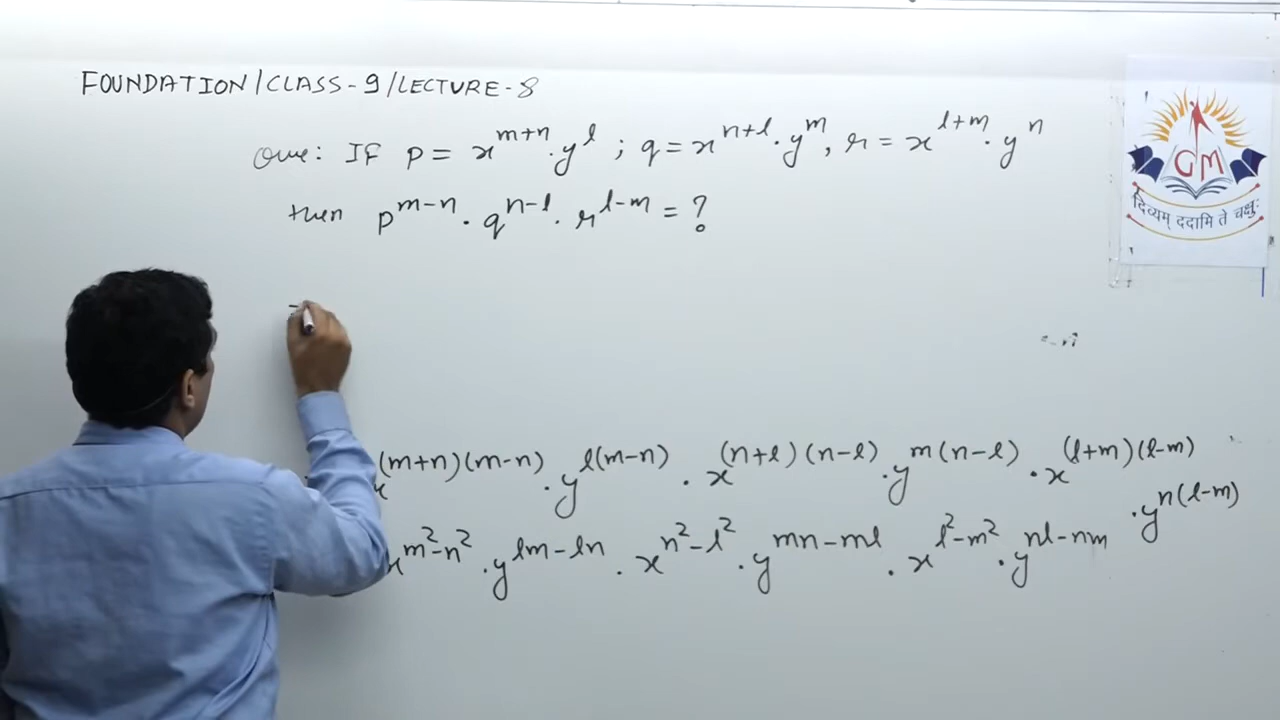 FOUNDATION/CLASS-9/LECTURE-8
Que: IF p = x^{m+n}.y^{l} ; q = x^{n+l}.y^{m}, r = x^{l+m}.y^{n}
then p^{m-n}.q^{n-l}.r^{l-m} = ?
x^{(m+n)(m-n)}.y^{l(m-n)}.x^{(n+l)(n-l)}.y^{m(n-l)}.x^{(l+m)(l-m)}
.y^{n(l-m)}
x^{m²-n²}.y^{lm-ln}.x^{n²-l²}.y^{mn-ml}.x^{l²-m²}.y^{nl-nm}
GM
दिव्यम् ददामि ते चक्षुः